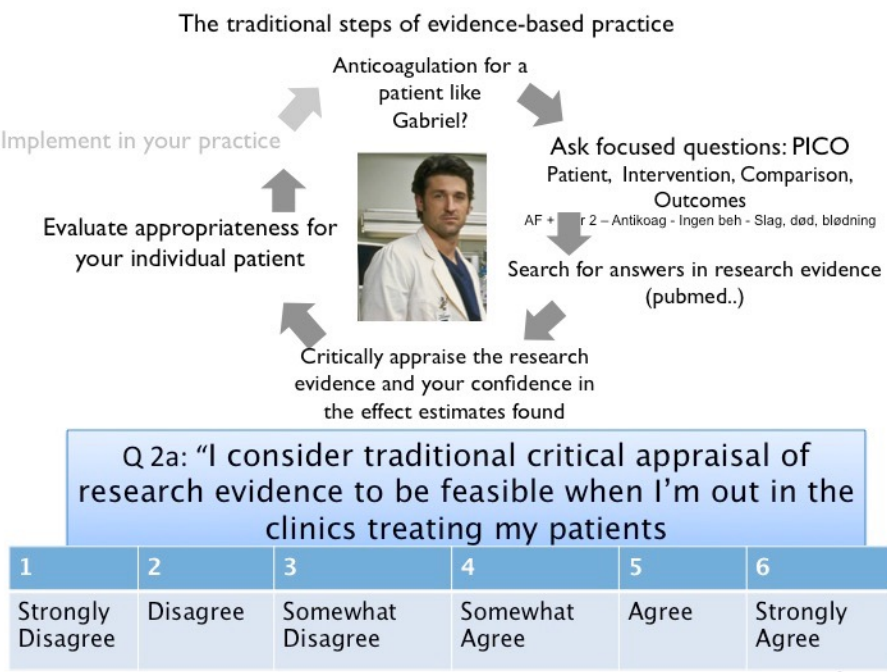 The traditional steps of evidence-based practice
Anticoagulation for a
patient like
Gabriel?
Implement in your practice
Ask focused questions: PICO
Patient, Intervention, Comparison,
Outcomes
AF + r 2 – Antikoag - Ingen beh - Slag, død, blødning
Evaluate appropriateness for
your individual patient
Search for answers in research evidence
(pubmed..)
Critically appraise the research
evidence and your confidence in
the effect estimates found
Q 2a: “I consider traditional critical appraisal of
research evidence to be feasible when I’m out in the
clinics treating my patients
1 2 3 4 5 6
Strongly Disagree Somewhat Somewhat Agree Strongly
Disagree Disagree Agree Agree